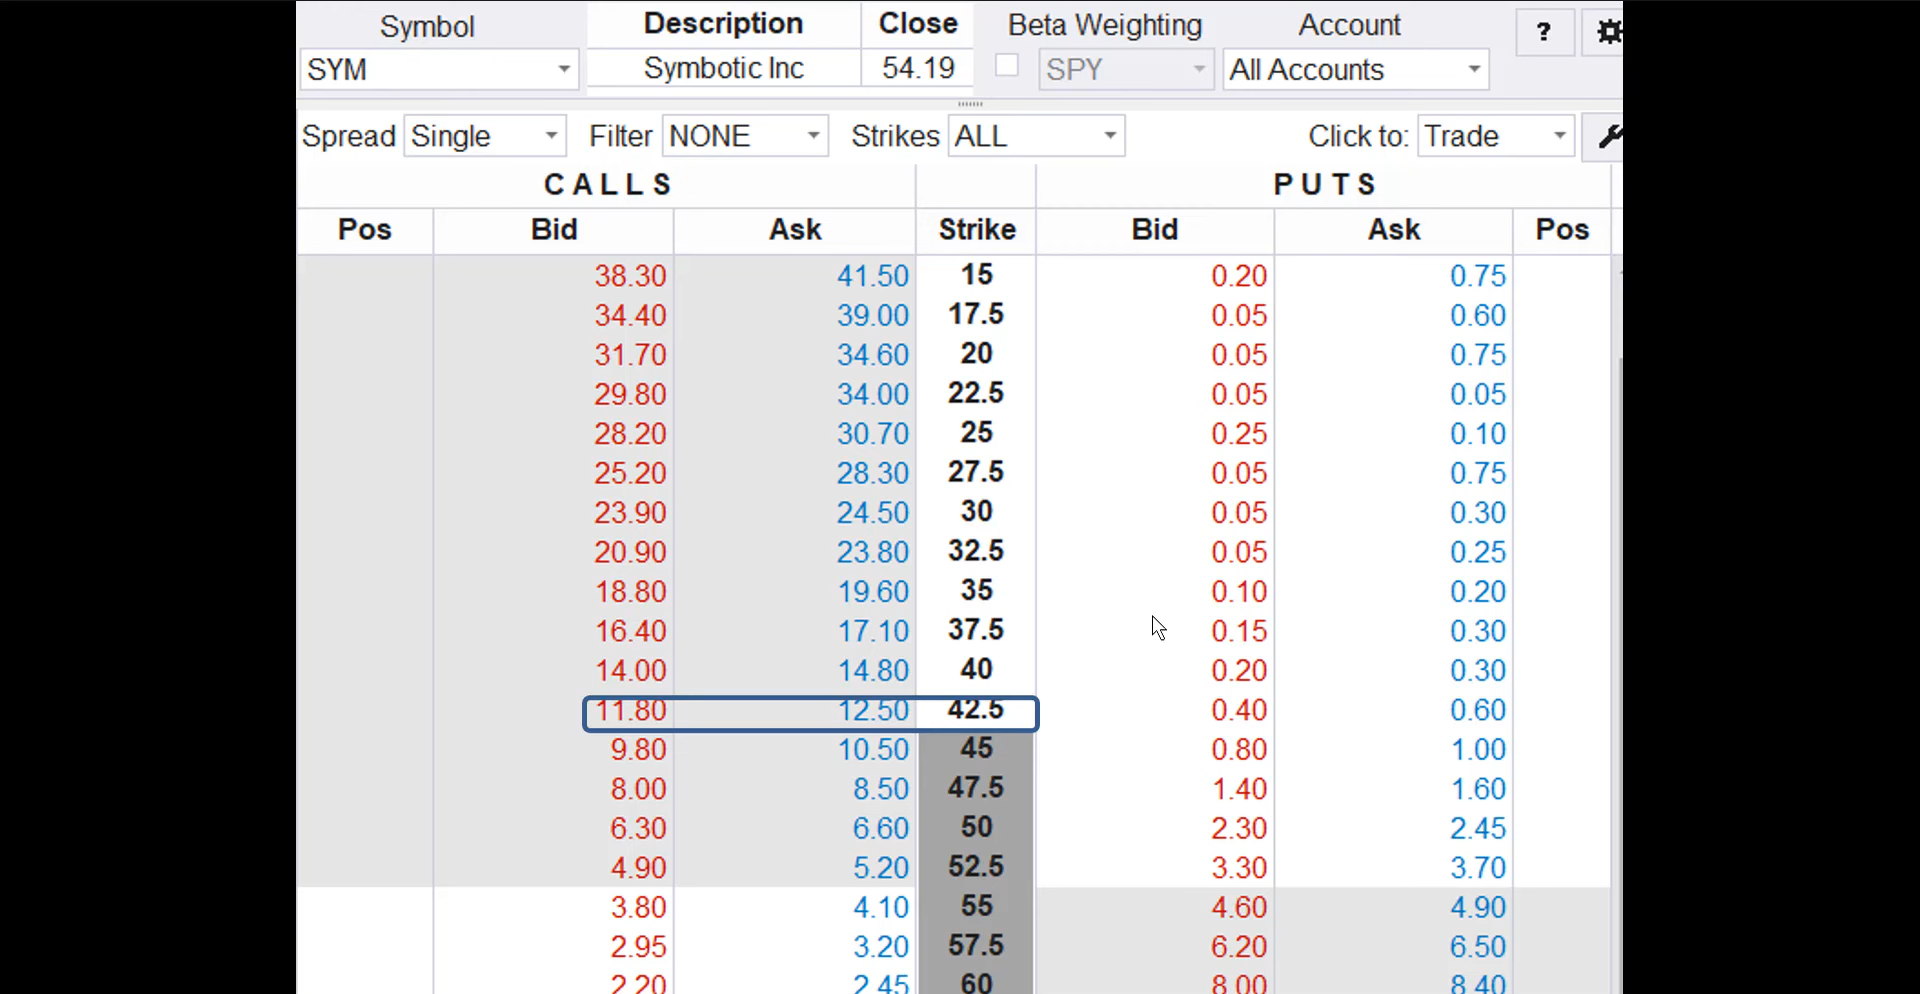 Symbol Description Close Beta Weighting Account ?
SYM Symbotic Inc 54.19 SPY All Accounts
Spread Single Filter NONE Strikes ALL Click to: Trade
CALLS PUTS
Pos Bid Ask Strike Bid Ask Pos
38.30 41.50 15 0.20 0.75
34.40 39.00 17.5 0.05 0.60
31.70 34.60 20 0.05 0.75
29.80 34.00 22.5 0.05 0.05
28.20 30.70 25 0.25 0.10
25.20 28.30 27.5 0.05 0.75
23.90 24.50 30 0.05 0.30
20.90 23.80 32.5 0.05 0.25
18.80 19.60 35 0.10 0.20
16.40 17.10 37.5 0.15 0.30
14.00 14.80 40 0.20 0.30
11.80 12.50 42.5 0.40 0.60
9.80 10.50 45 0.80 1.00
8.00 8.50 47.5 1.40 1.60
6.30 6.60 50 2.30 2.45
4.90 5.20 52.5 3.30 3.70
3.80 4.10 55 4.60 4.90
2.95 3.20 57.5 6.20 6.50
2.20 2.45 60 8.00 8.40